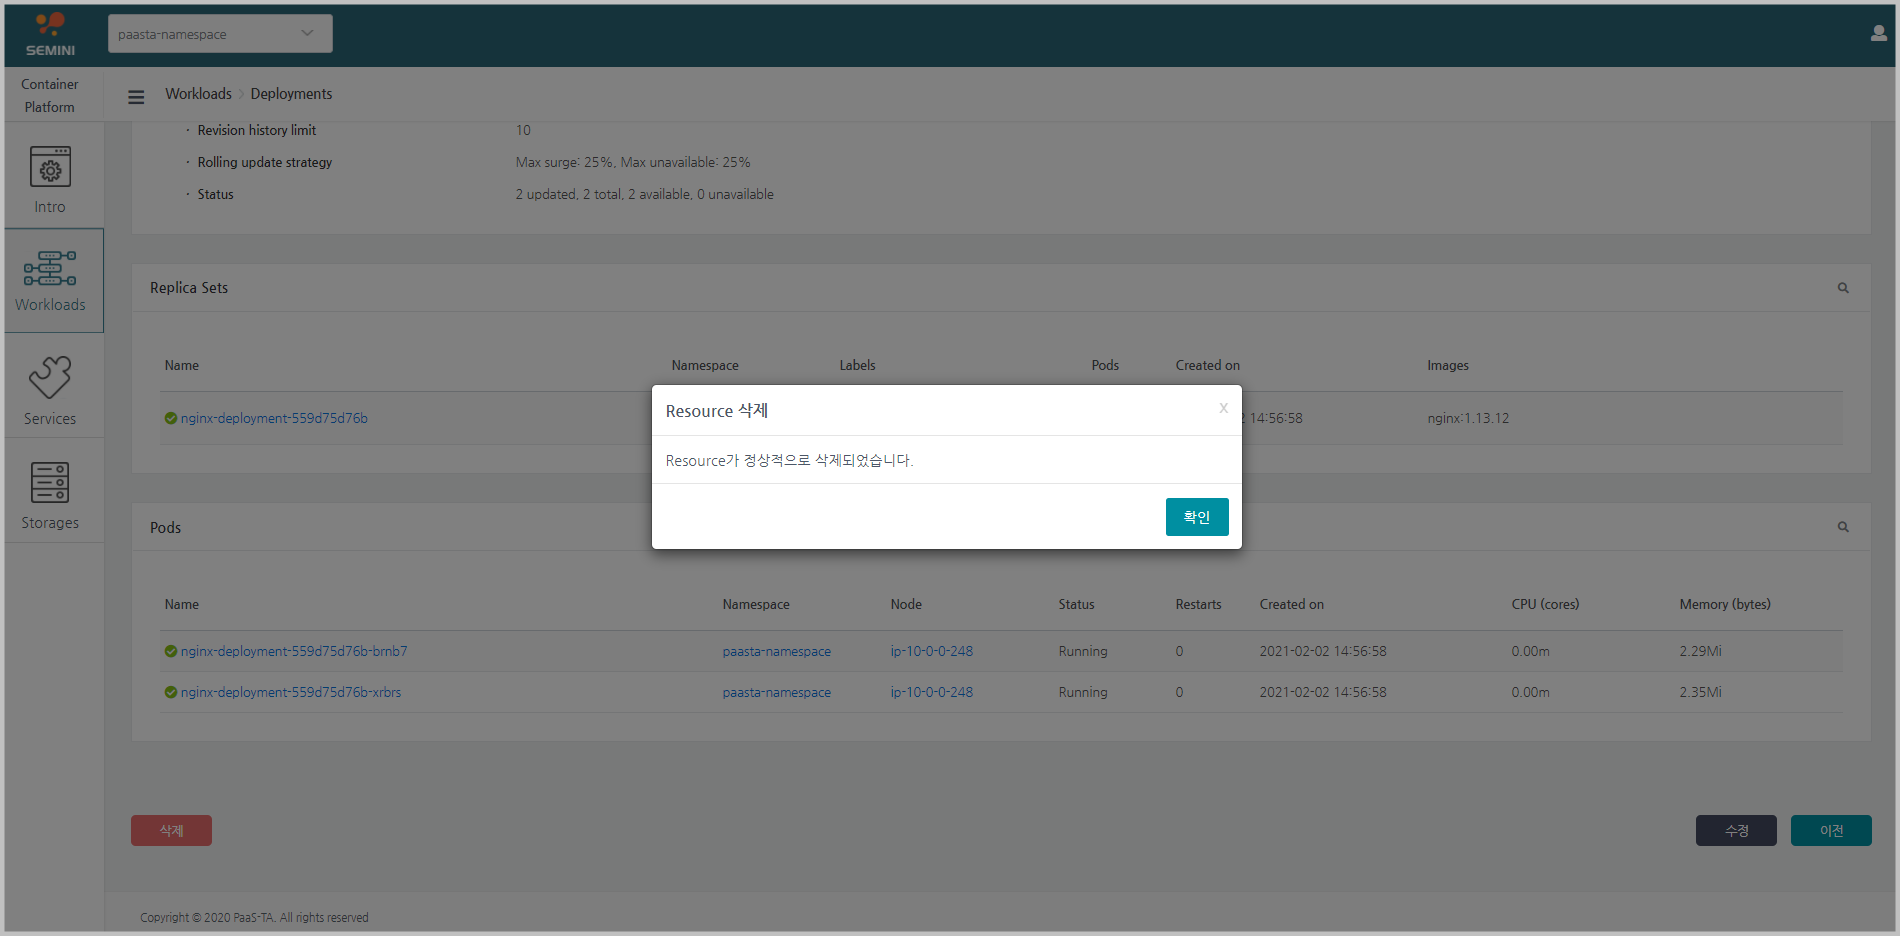 SEMINI
paasta-namespace
Container
Platform
Workloads > Deployments
Intro
Workloads
Services
Storages
· Revision history limit 10
· Rolling update strategy Max surge: 25%, Max unavailable: 25%
· Status 2 updated, 2 total, 2 available, 0 unavailable
Replica Sets
Name Namespace Labels Pods Created on Images
nginx-deployment-559d75d76b 2 14:56:58 nginx:1.13.12
Resource 삭제 x
Resource가 정상적으로 삭제되었습니다.
확인
Pods
Name Namespace Node Status Restarts Created on CPU (cores) Memory (bytes)
nginx-deployment-559d75d76b-brnb7 paasta-namespace ip-10-0-0-248 Running 0 2021-02-02 14:56:58 0.00m 2.29Mi
nginx-deployment-559d75d76b-xrbrs paasta-namespace ip-10-0-0-248 Running 0 2021-02-02 14:56:58 0.00m 2.35Mi
삭제 수정 이전
Copyright © 2020 PaaS-TA. All rights reserved